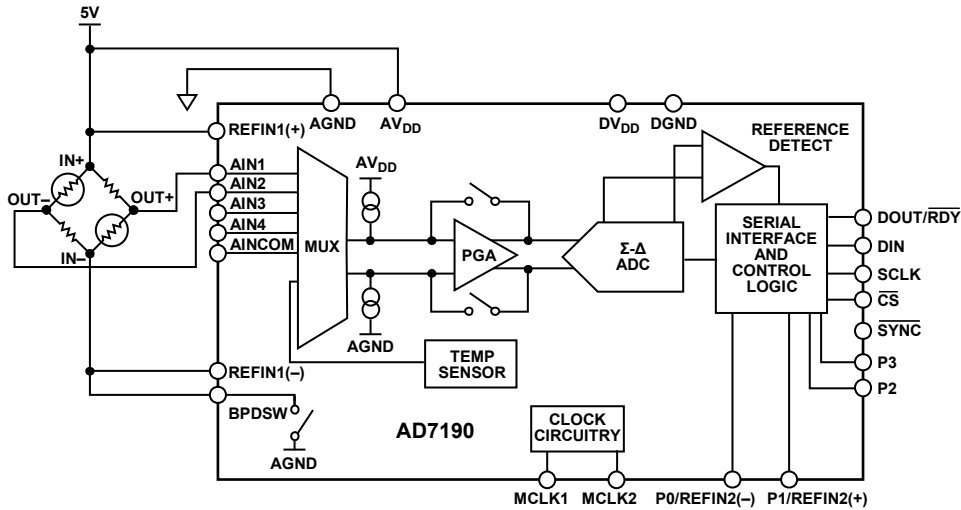 5V
AGND
AVDD
DVDD
DGND
REFIN1(+)
REFERENCE
DETECT
IN+
OUT–
OUT+
IN–
AIN1
AIN2
AIN3
AIN4
AINCOM
MUX
AVDD
AGND
PGA
Σ-Δ
ADC
SERIAL
INTERFACE
AND
CONTROL
LOGIC
DOUT/RDY
DIN
SCLK
CS
SYNC
P3
P2
TEMP
SENSOR
REFIN1(–)
BPDSW
AGND
AD7190
CLOCK
CIRCUITRY
MCLK1
MCLK2
P0/REFIN2(–)
P1/REFIN2(+)